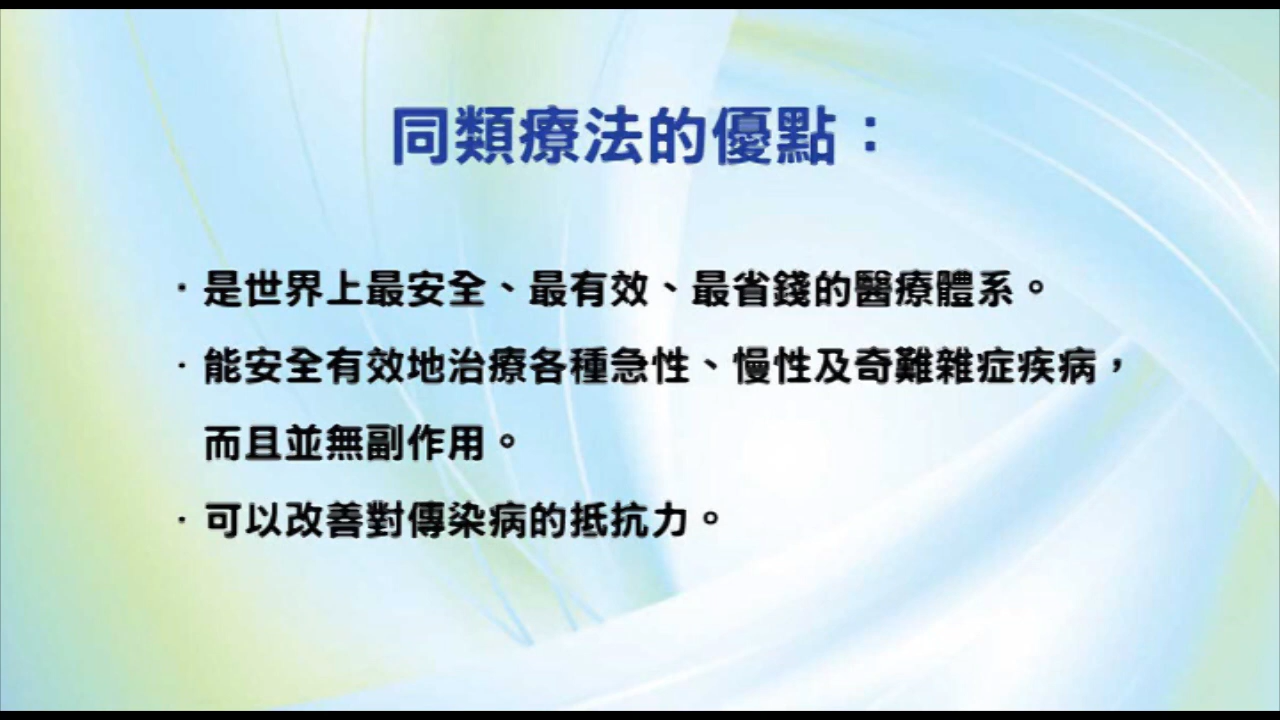 同類療法的優點：
·是世界上最安全、最有效、最省錢的醫療體系。
·能安全有效地治療各種急性、慢性及奇難雜症疾病，
而且並無副作用。
·可以改善對傳染病的抵抗力。